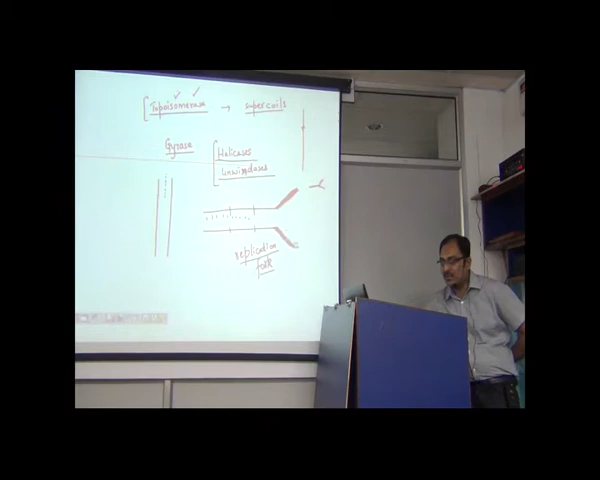 Topoisomerase → supercoils
Gyrase
Helicases
Unwindases
replication
fork